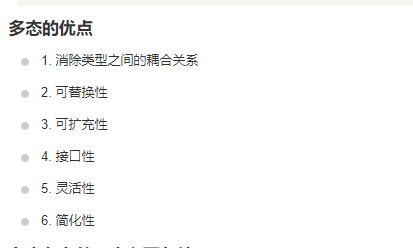 多态的优点
1. 消除类型之间的耦合关系
2. 可替换性
3. 可扩充性
4. 接口性
5. 灵活性
6. 简化性